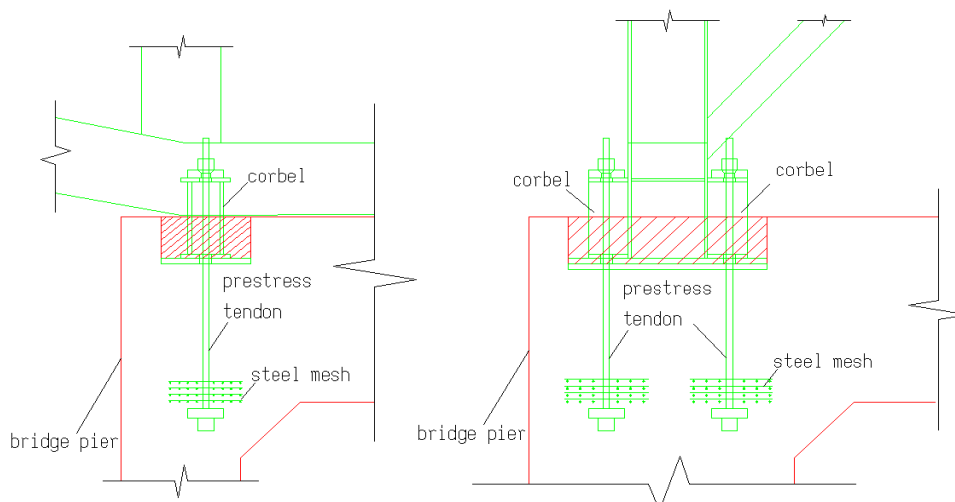 corbel
prestress
tendon
steel mesh
bridge pier
corbel
corbel
prestress
tendon
steel mesh
bridge pier